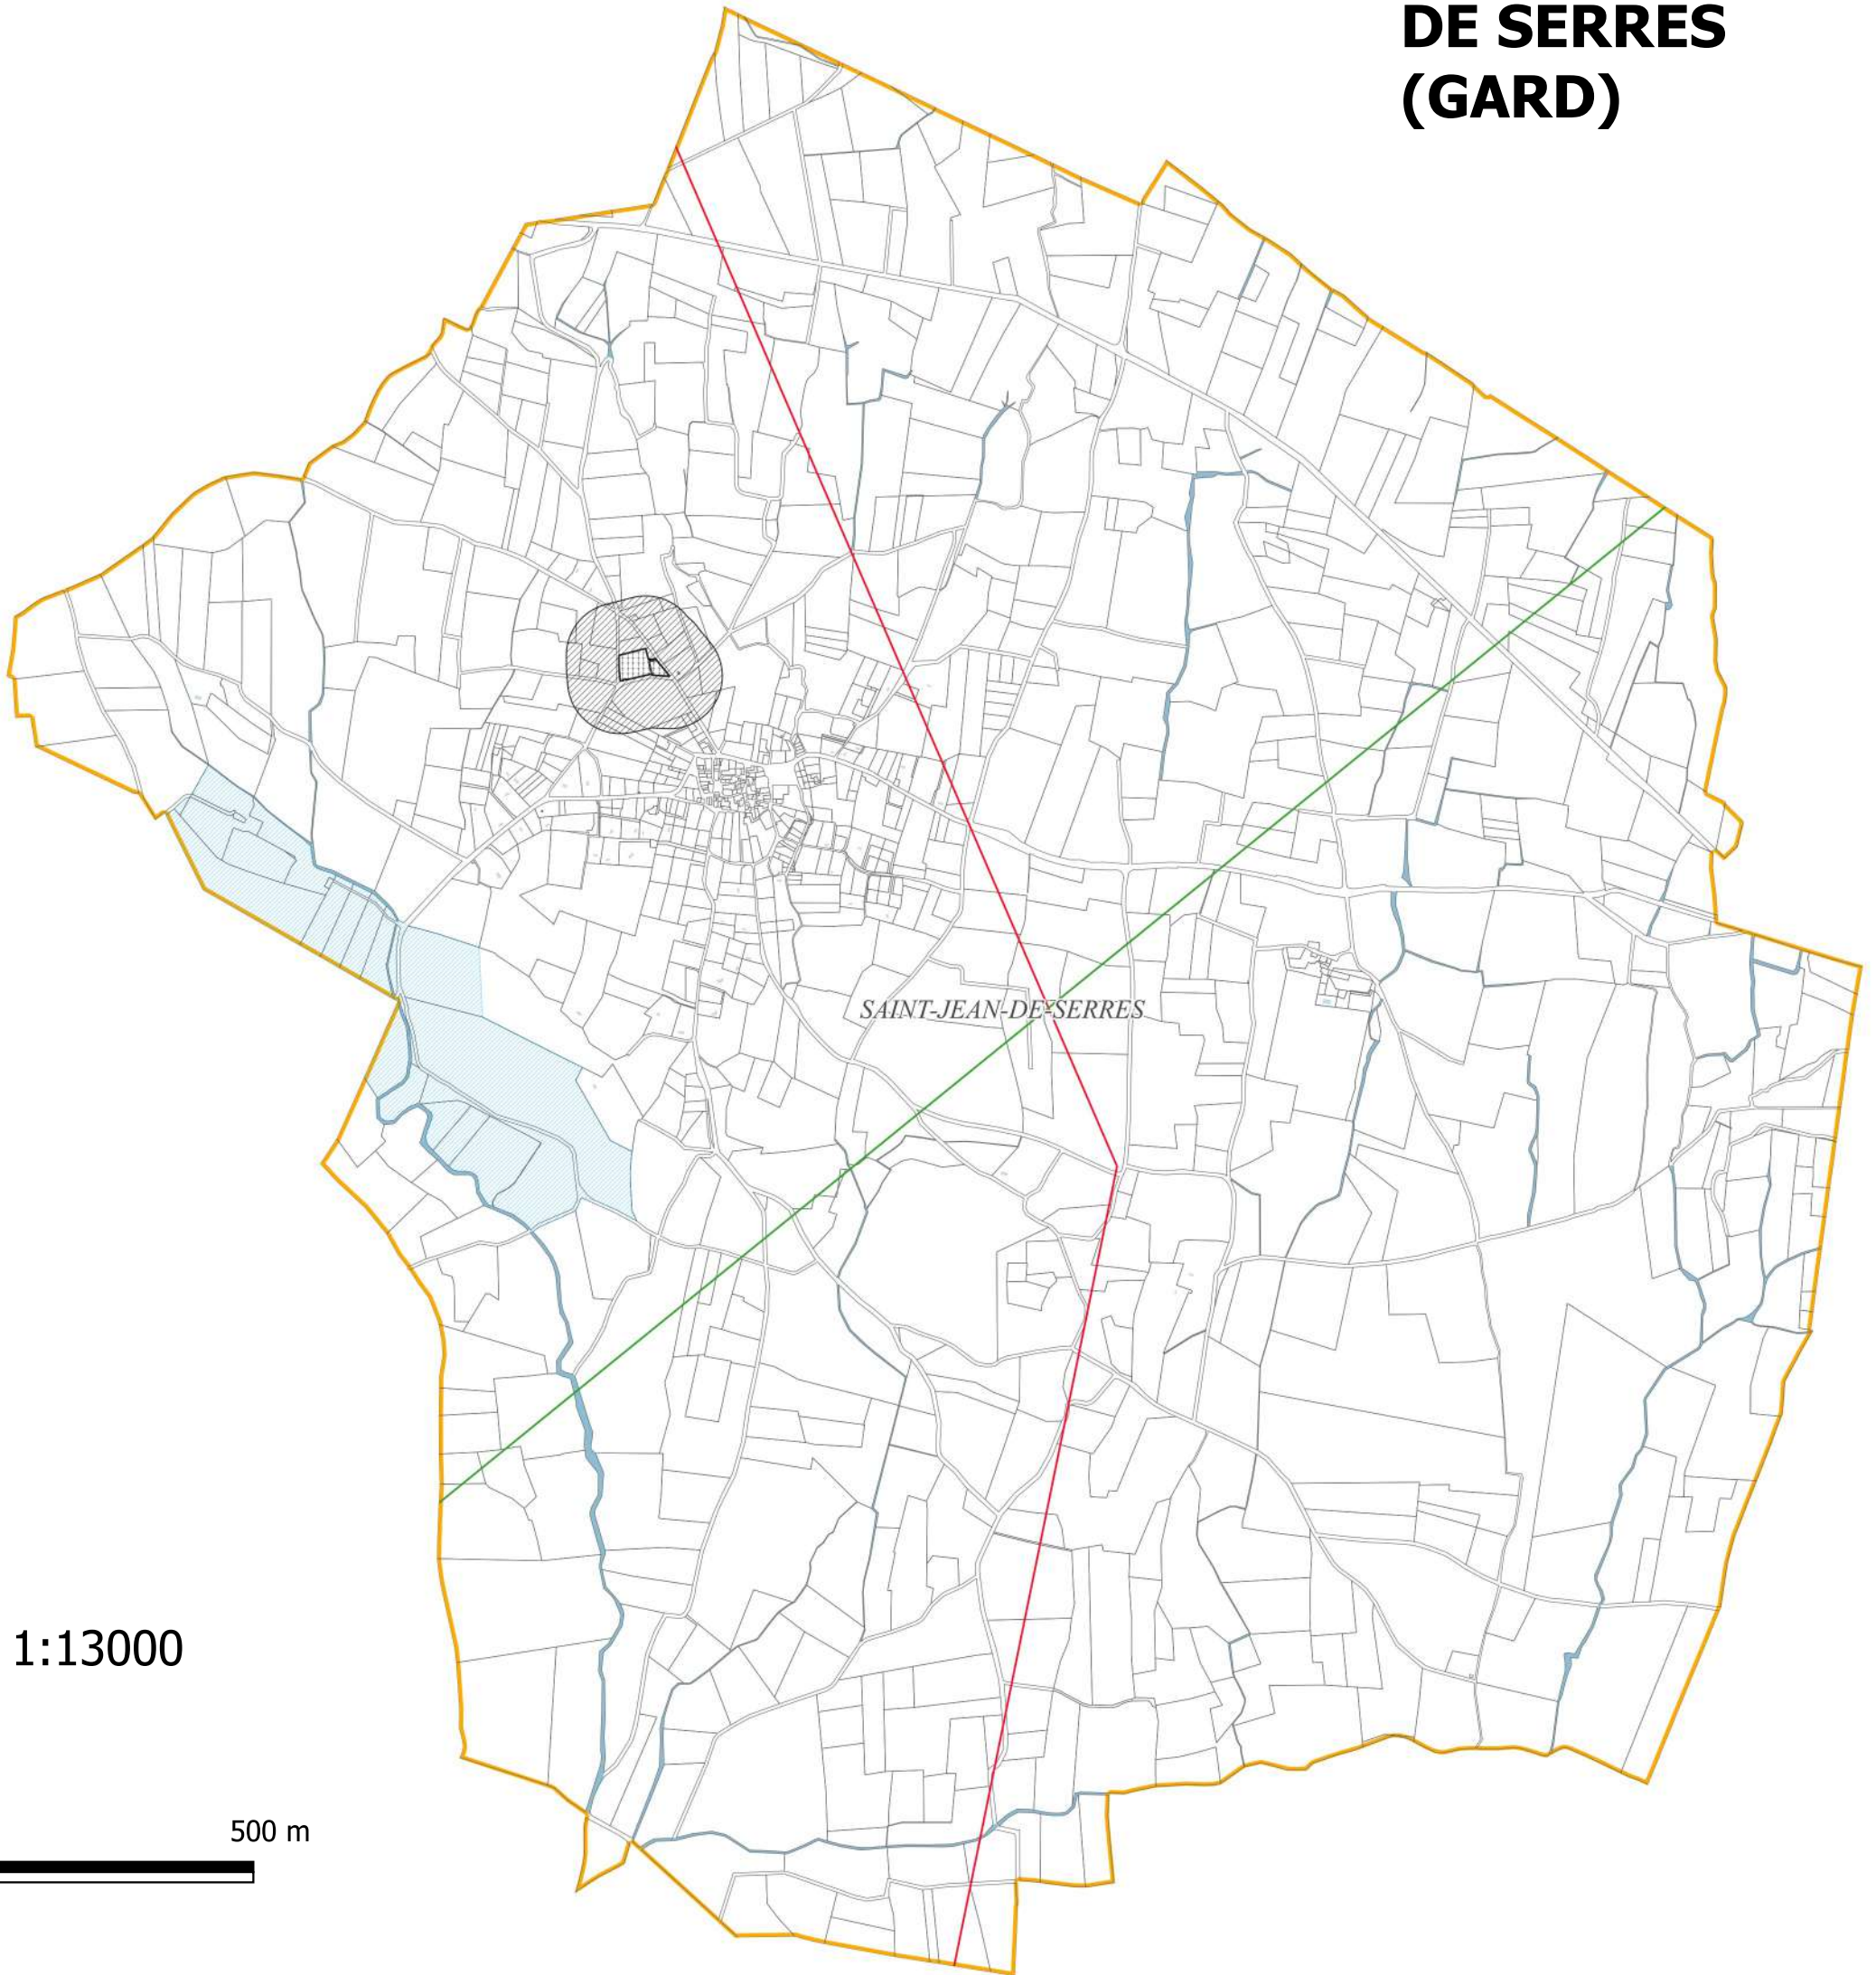 DE SERRES
(GARD)
SAINT-JEAN-DE-SERRES
1:13000
500 m